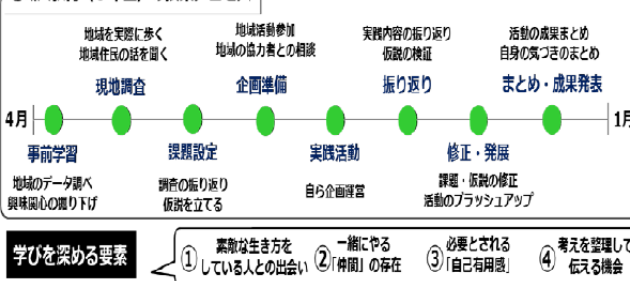 地域を実際に歩く
地域住民の話を聞く
現地調査
地域活動参加
地域の協力者との相談
企画準備
実践内容の振り返り
仮説の検証
振り返り
活動の成果まとめ
自身の気づきのまとめ
まとめ・成果発表
4月
1月
事前学習
地域のデータ調べ
興味関心の掘り下げ
課題設定
調査の振り返り
仮説を立てる
実践活動
自ら企画運営
修正・発展
課題・仮説の修正
活動のブラッシュアップ
学びを深める要素
① 素敵な生き方を
している人との出会い
② 一緒にやる
「仲間」の存在
③ 必要とされる
「自己有用感」
④ 考えを整理して
伝える機会